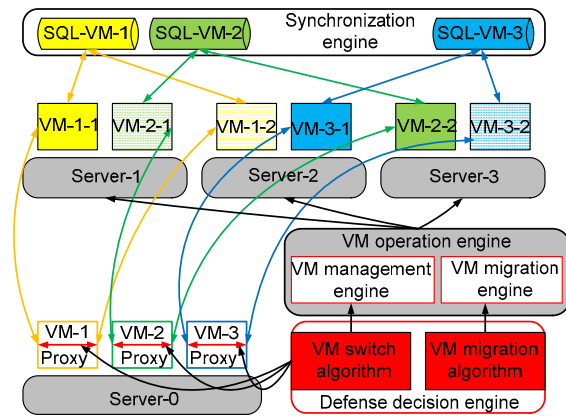 SQL-VM-1
SQL-VM-2
Synchronization
engine
SQL-VM-3
VM-1-1
VM-2-1
VM-1-2
VM-3-1
VM-2-2
VM-3-2
Server-1
Server-2
Server-3
VM operation engine
VM management
engine
VM migration
engine
VM-1
Proxy
VM-2
Proxy
VM-3
Proxy
VM switch
algorithm
VM migration
algorithm
Server-0
Defense decision engine